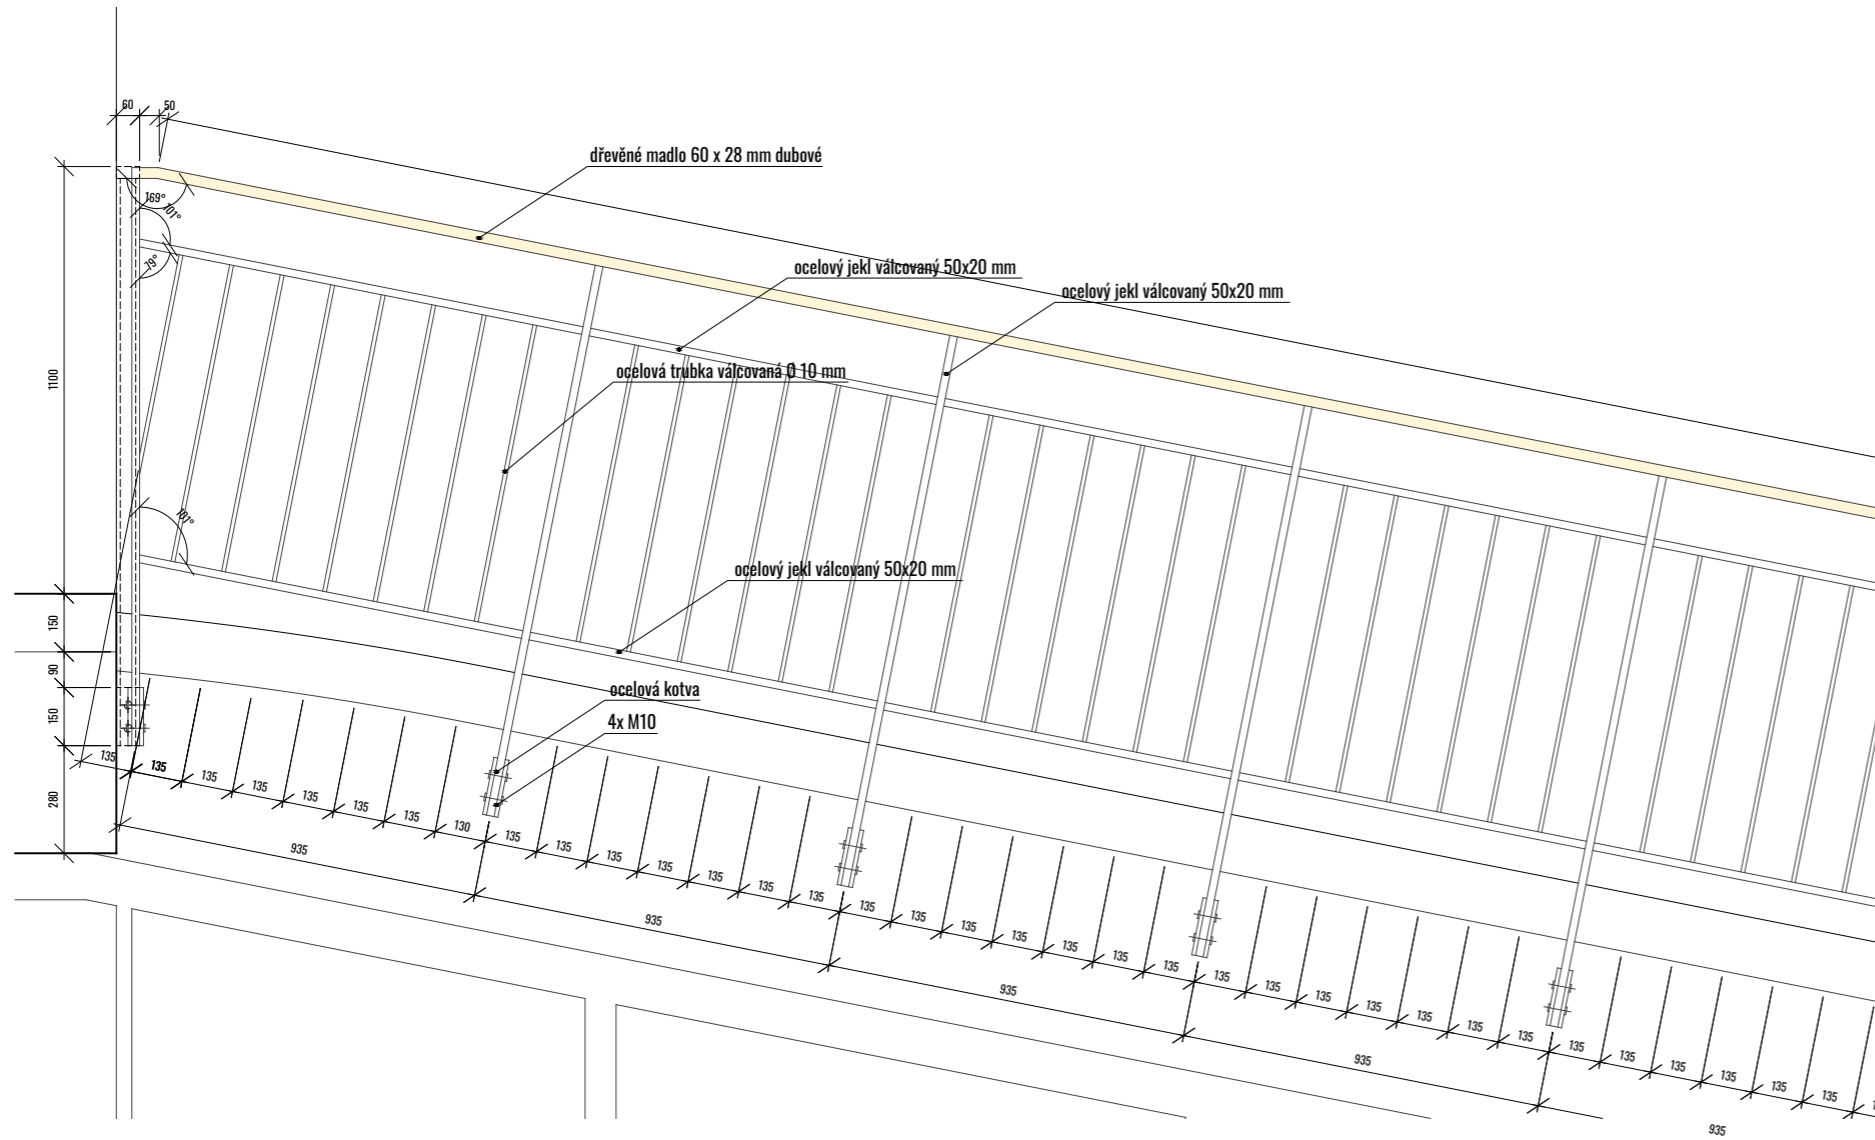 60
50
dřevěné madlo 60 x 28 mm dubové
169°
101°
79°
ocelový jekl válcovaný 50x20 mm
ocelový jekl válcovaný 50x20 mm
ocelová trubka válcovaná Ø 10 mm
1100
101°
ocelový jekl válcovaný 50x20 mm
150
90
150
280
ocelová kotva
4x M10
135 135 135 135 135 135 135 130 135 135 135 135 135 135 135 135 135 135 135 135 135 135 135 135 135 135 135 135 135 135 135 135 135 135 135
935 935 935 935 935